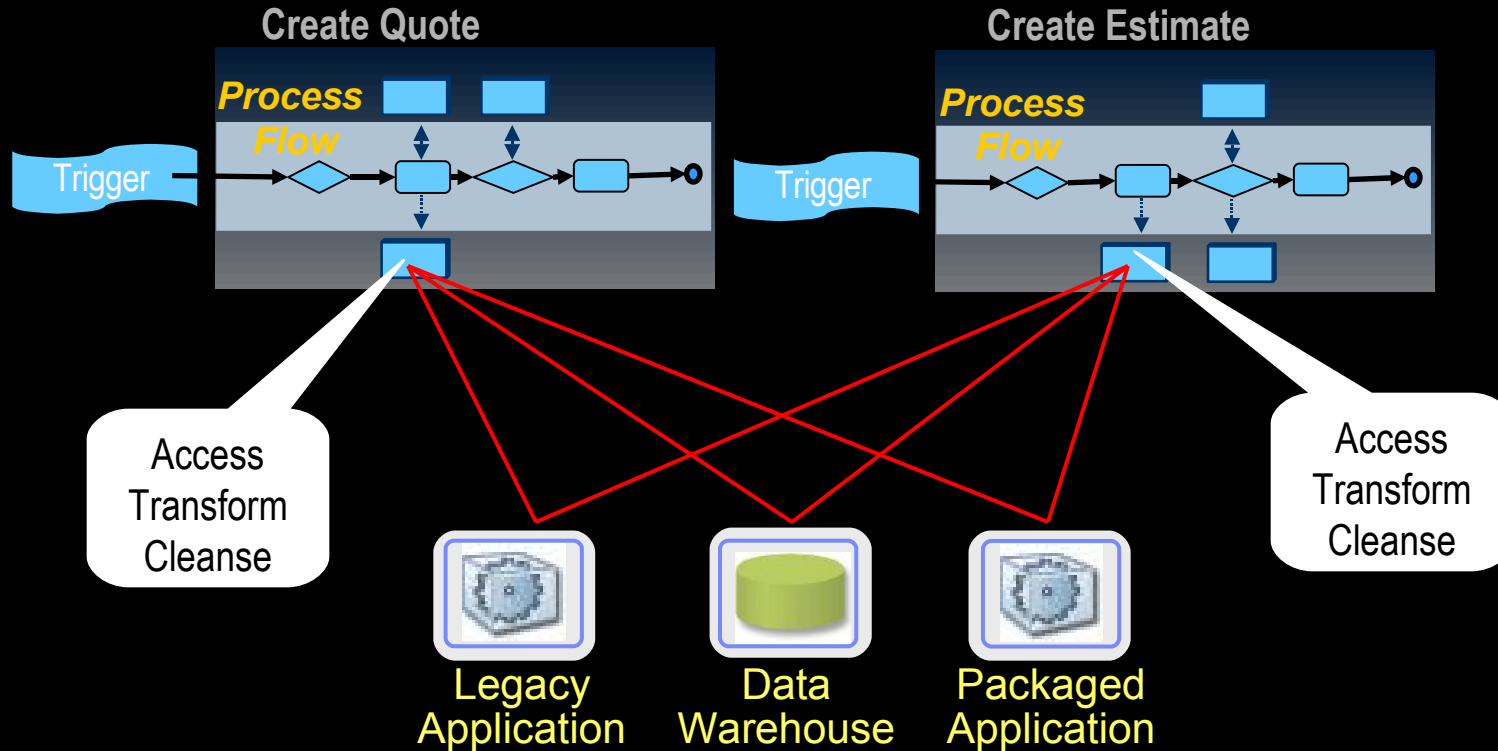 Create Quote
Process
Flow
Trigger
Create Estimate
Process
Flow
Trigger
Access
Transform
Cleanse
Access
Transform
Cleanse
Legacy
Application
Data
Warehouse
Packaged
Application